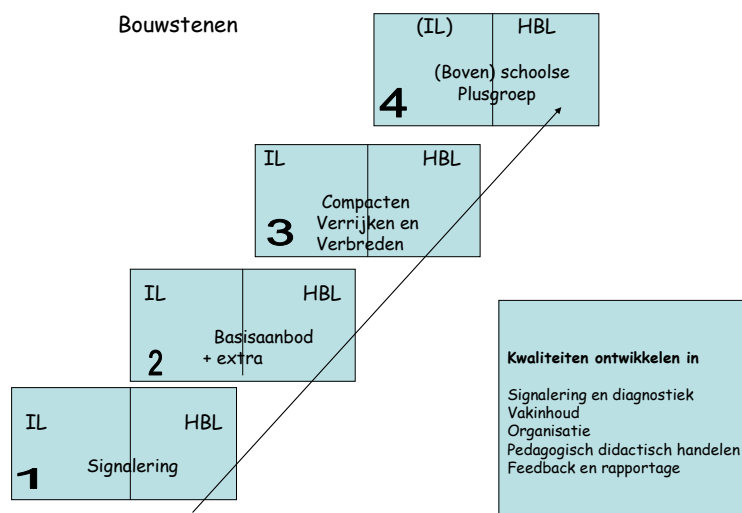 Bouwstenen
(IL) HBL
(Boven) schoolse
Plusgroep
4
IL HBL
Compacten
Verrijken en
Verbreden
3
IL HBL
Basisaanbod
+ extra
2
IL HBL
Signalering
1
Kwaliteiten ontwikkelen in
Signalering en diagnostiek
Vakinhoud
Organisatie
Pedagogisch didactisch handelen
Feedback en rapportage